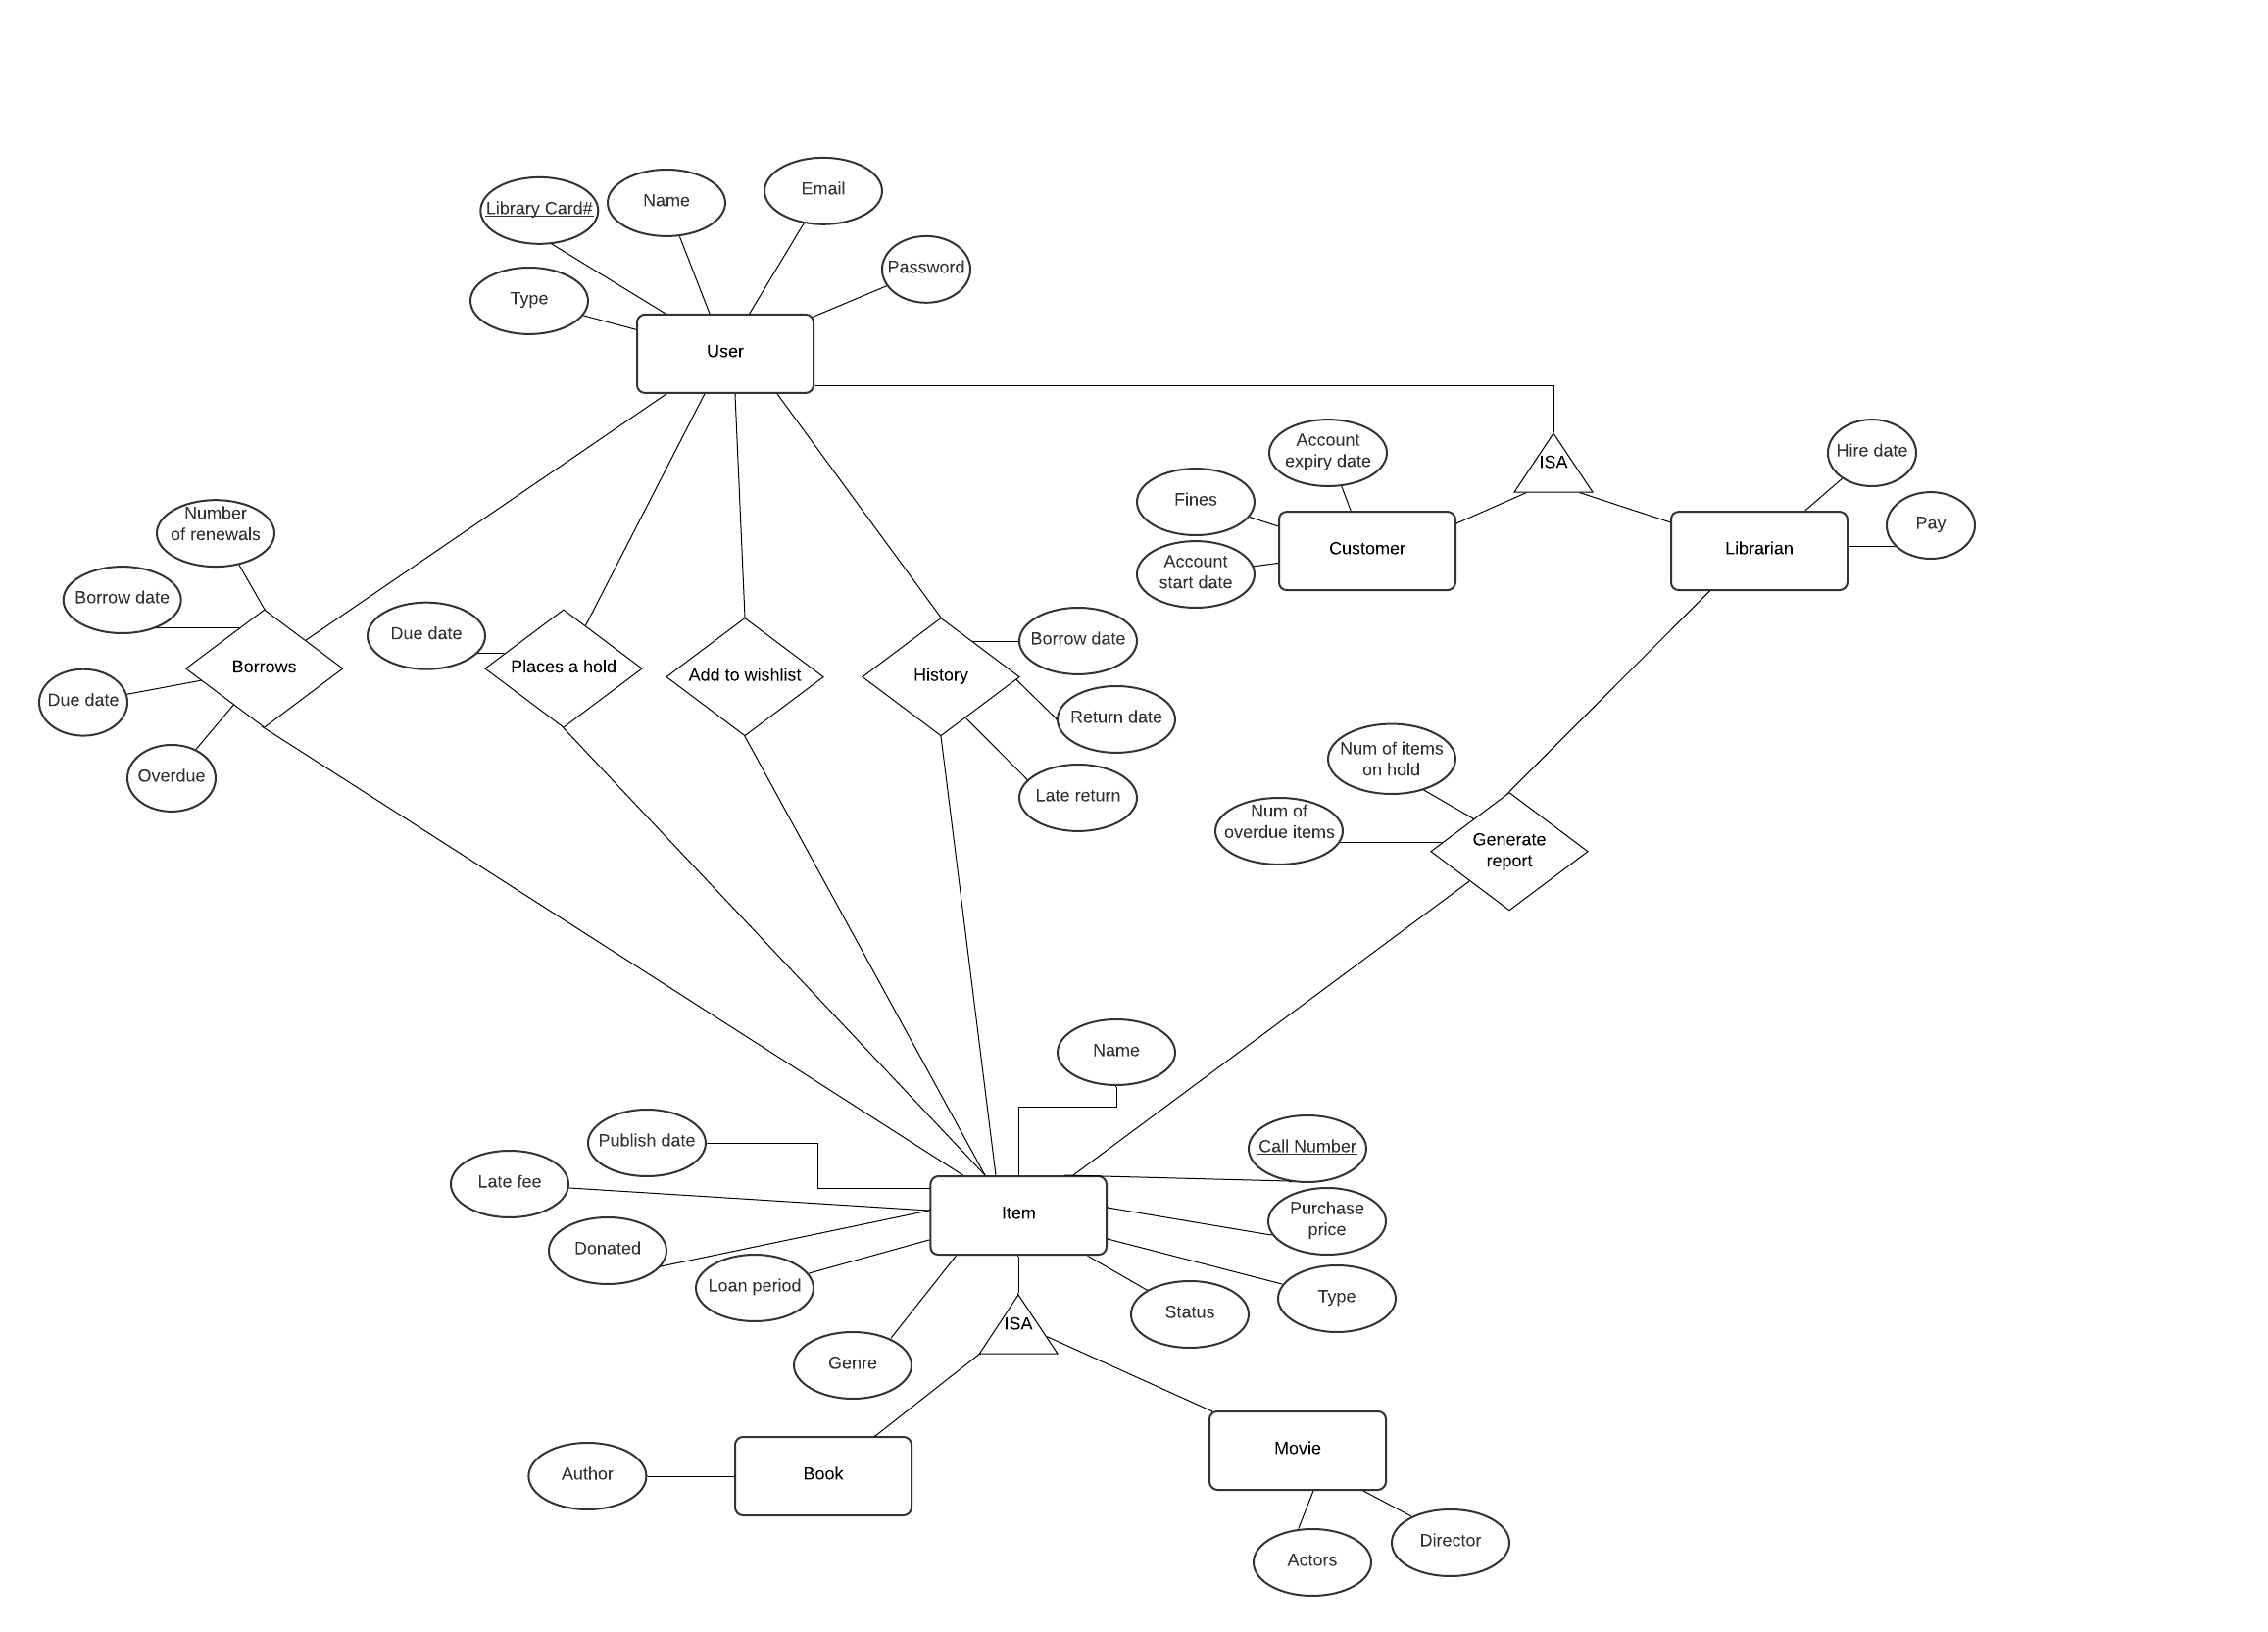 Email
Name
Library Card#
Password
Type
User
Account
expiry date
ISA
Hire date
Fines
Pay
Number
of renewals
Customer
Librarian
Account
start date
Borrow date
Due date
Borrow date
Borrows
Places a hold
Add to wishlist
History
Due date
Return date
Num of items
on hold
Overdue
Late return
Num of
overdue items
Generate
report
Name
Publish date
Call Number
Late fee
Purchase
price
Item
Donated
Loan period
Type
Status
ISA
Genre
Movie
Author
Book
Director
Actors